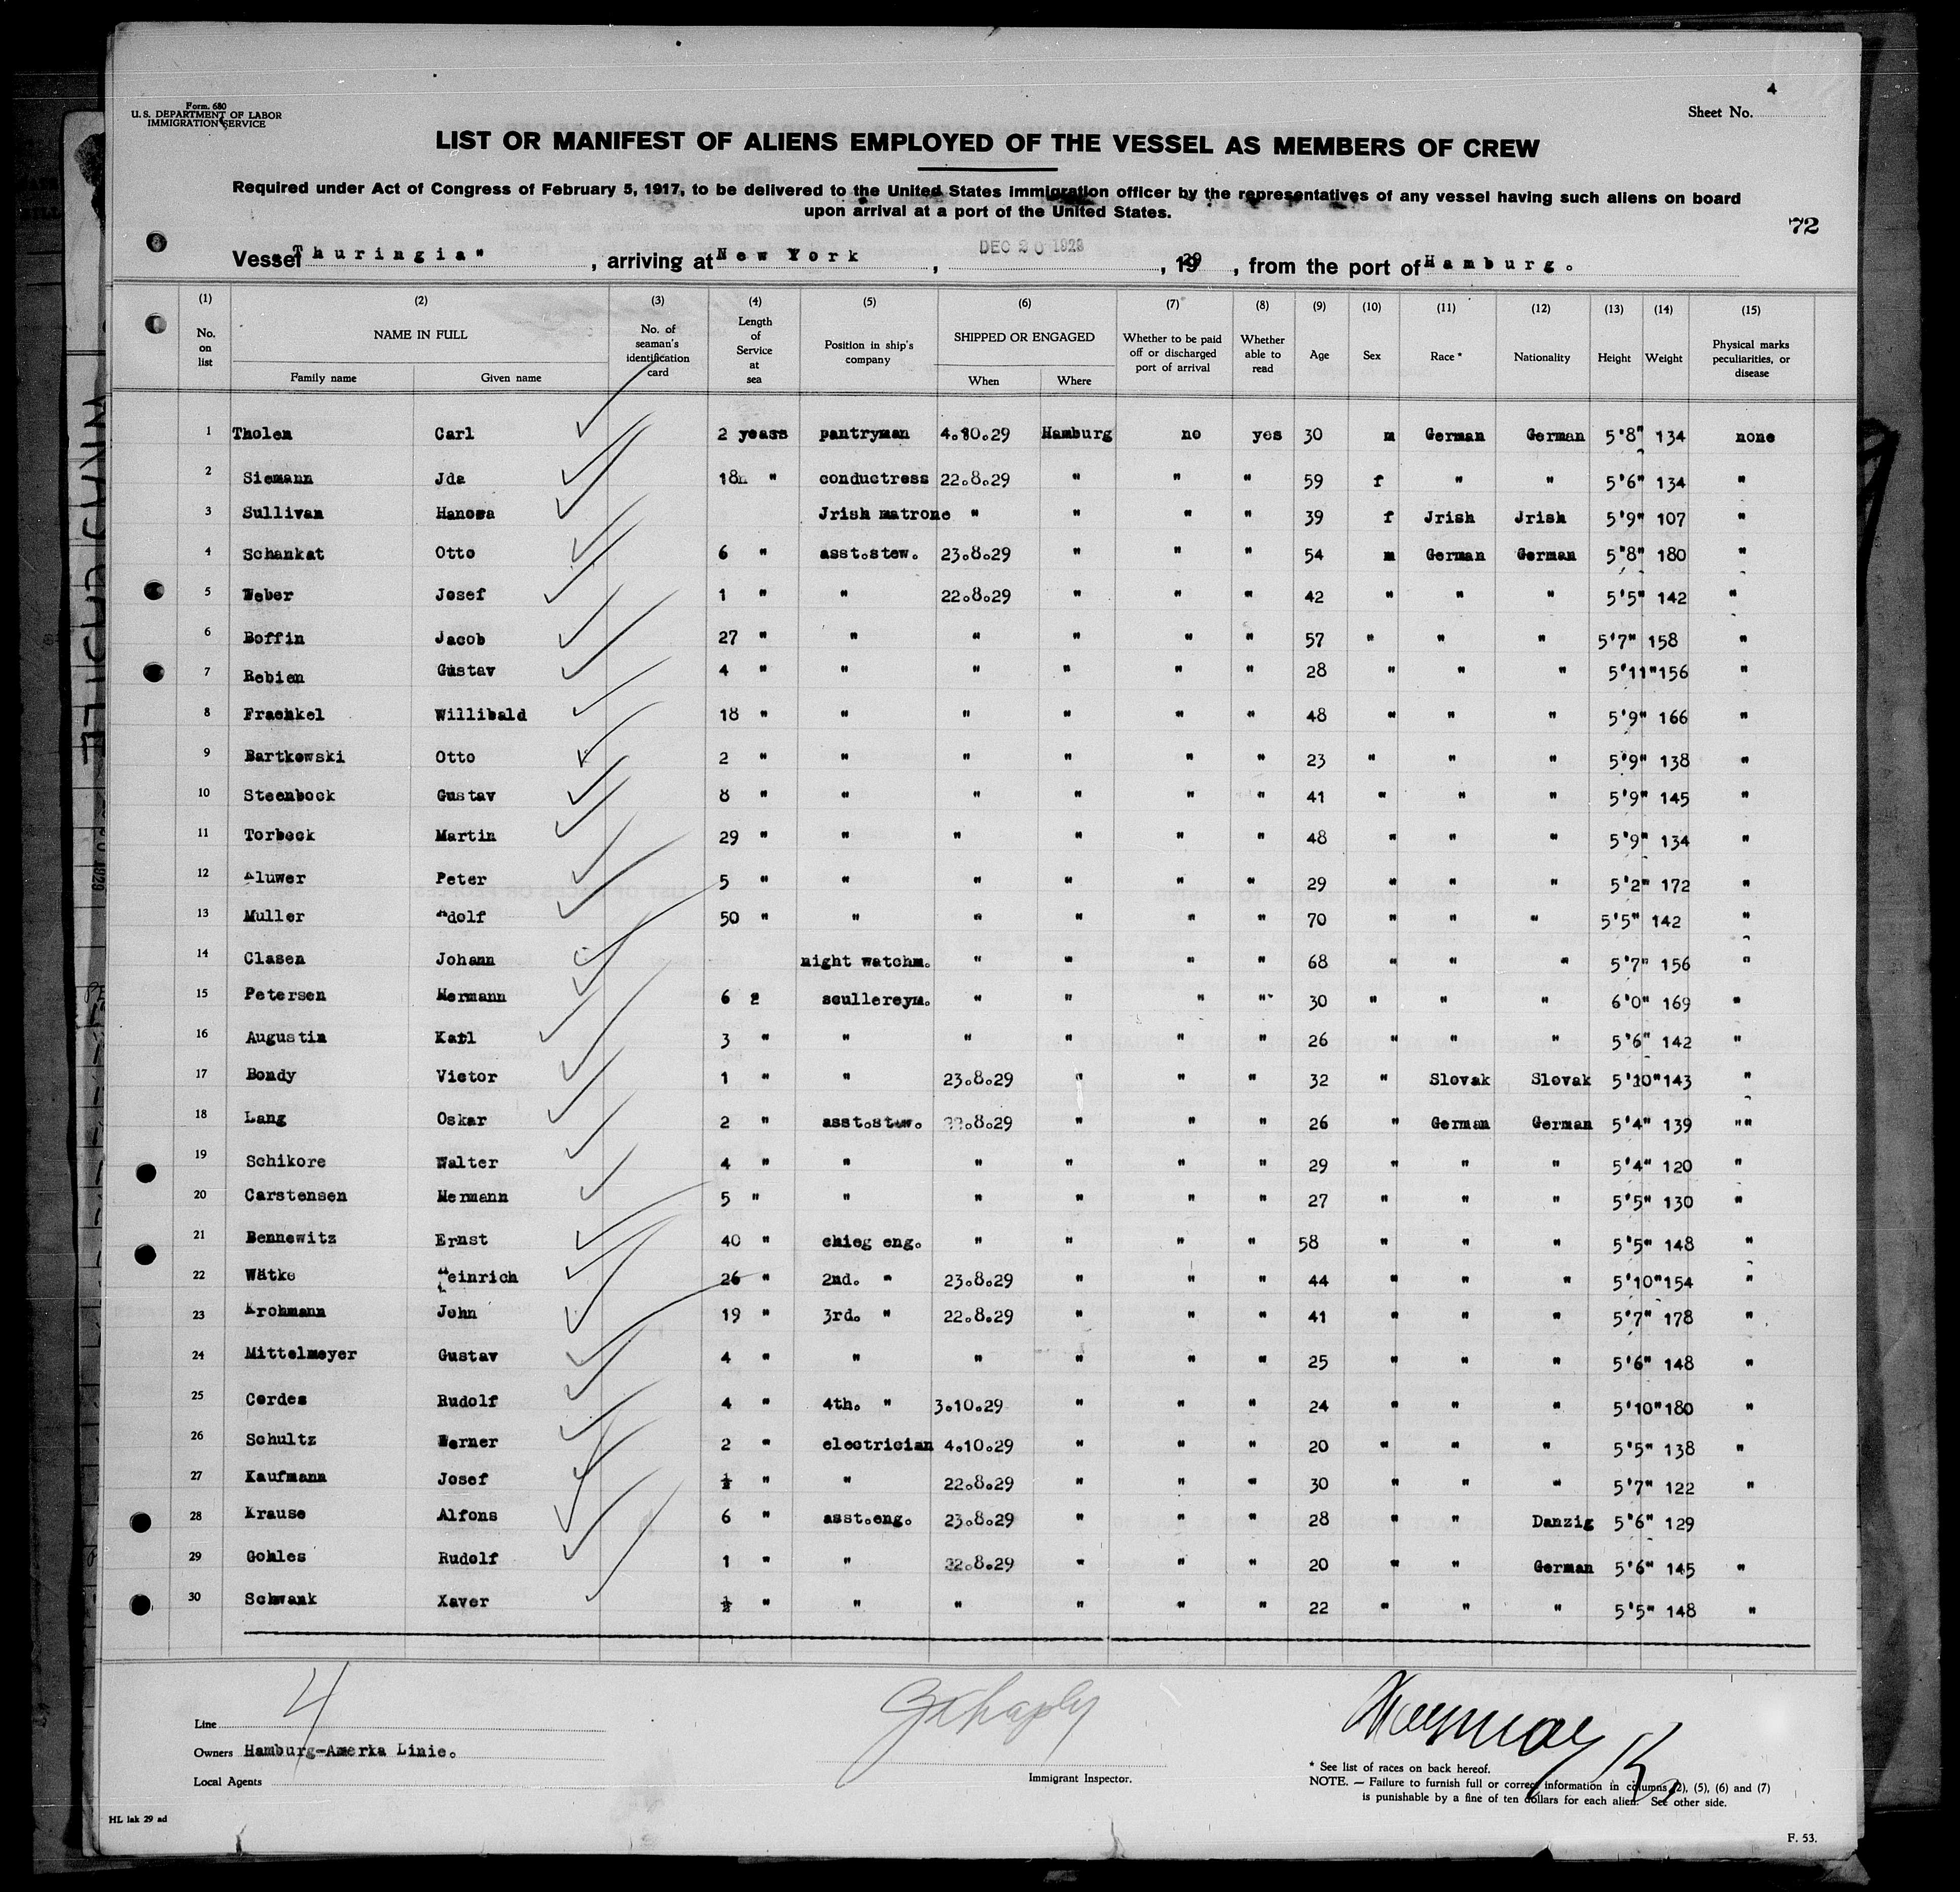 Form. 680
U. S. DEPARTMENT OF LABOR
IMMIGRATION SERVICE
4
Sheet No.
LIST OR MANIFEST OF ALIENS EMPLOYED OF THE VESSEL AS MEMBERS OF CREW
Required under Act of Congress of February 5, 1917, to be delivered to the United States immigration officer by the representatives of any vessel having such aliens on board
upon arrival at a port of the United States.
72
Vessel Thuringia" , arriving at New York , DEC 20 1929 , 1929 , from the port of Hamburg.
(1) (2) (3) (4) (5) (6) (7) (8) (9) (10) (11) (12) (13) (14) (15)
No. on list NAME IN FULL Family name Given name No. of seaman's identification card Length of Service at sea Position in ship's company SHIPPED OR ENGAGED When Where Whether to be paid off or discharged port of arrival Whether able to read Age Sex Race * Nationality Height Weight Physical marks peculiarities, or disease
1 Tholen Carl 2 years pantryman 4.10.29 Hamburg no yes 30 m German German 5'8" 134 none
2 Siemann Jda 18 " conductress 22.8.29 " " " 59 f " " 5'6" 134 "
3 Sullivan Hanora Jrish matrone " " " " 39 f Jrish Jrish 5'9" 107 "
4 Schankat Otto 6 " asst.stew. 23.8.29 " " " 54 m German German 5'8" 180 "
5 Weber Josef 1 " " 22.8.29 " " " 42 " " " 5'5" 142 "
6 Boffin Jacob 27 " " " " " " 57 " " " 5'7" 158 "
7 Rebien Gustav 4 " " " " " " 28 " " " 5'11" 156 "
8 Fraenkel Willibald 18 " " " " " " 48 " " " 5'9" 166 "
9 Bartkowski Otto 2 " " " " " " 23 " " " 5'9" 138 "
10 Steenbock Gustav 8 " " " " " " 41 " " " 5'9" 145 "
11 Torbeck Martin 29 " " " " " " 48 " " " 5'9" 134 "
12 Kluwer Peter 5 " " " " " " 29 " " " 5'2" 172 "
13 Muller Adolf 50 " " " " " " 70 " " " 5'5" 142 "
14 Clasen Johann night watchm. " " " " 68 " " " 5'7" 156 "
15 Petersen Hermann 6 2 scullereym. " " " " 30 " " " 6'0" 169 "
16 Augustin Karl 3 " " " " " " 26 " " " 5'6" 142 "
17 Bondy Victor 1 " " 23.8.29 " " " 32 " Slovak Slovak 5'10" 143 "
18 Lang Oskar 2 " asst.stew. 22.8.29 " " " 26 " German German 5'4" 139 ""
19 Schikore Walter 4 " " " " " " 29 " " " 5'4" 120 "
20 Carstensen Hermann 5 " " " " " " 27 " " " 5'5" 130 "
21 Bennewitz Ernst 40 " chieg eng. " " " " 58 " " " 5'5" 148 "
22 Wätke Heinrich 26 " 2nd. " 23.8.29 " " " 44 " " " 5'10" 154 "
23 Krohmann John 19 " 3rd. " 22.8.29 " " " 41 " " " 5'7" 178 "
24 Mittelmeyer Gustav 4 " " " " " " 25 " " " 5'6" 148 "
25 Cordes Rudolf 4 " 4th. " 3.10.29 " " " 24 " " " 5'10" 180 "
26 Schultz Werner 2 " electrician 4.10.29 " " " 20 " " " 5'5" 138 "
27 Kaufmann Josef ½ " " 22.8.29 " " " 30 " " " 5'7" 122 "
28 Krause Alfons 6 " asst.eng. 23.8.29 " " " 28 " " Danzig 5'6" 129
29 Gohles Rudolf 1 " " 22.8.29 " " " 20 " " German 5'6" 145 "
30 Schwank Xaver ½ " " " " " " 22 " " " 5'5" 148 "
4
Line
Owners Hamburg-Amerka Linie.
Local Agents
Immigrant Inspector.
* See list of races on back hereof.
NOTE. — Failure to furnish full or correct information in columns (2), (5), (6) and (7)
is punishable by a fine of ten dollars for each alien. See other side.
HL lak 29 ad
F. 53.